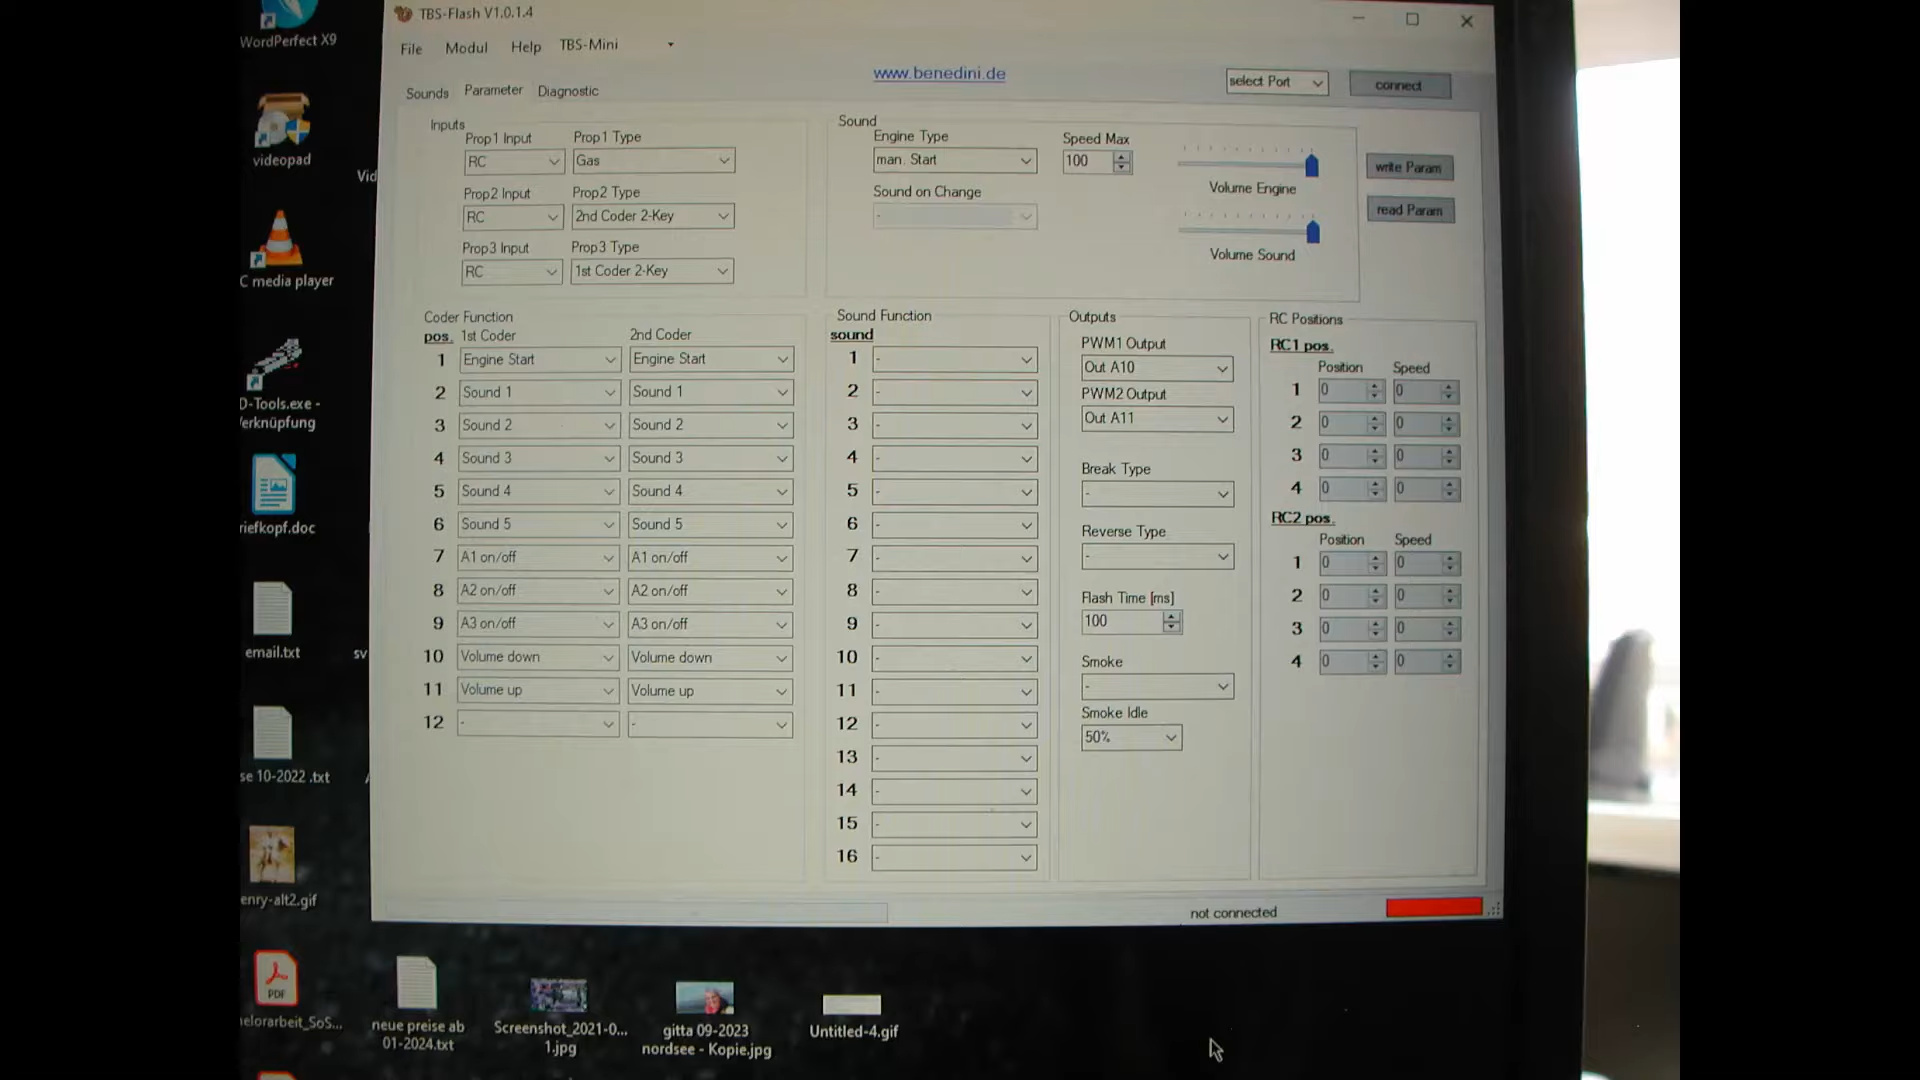 TBS-Flash V1.0.1.4
File Modul Help TBS-Mini
www.benedini.de
select Port connect
Sounds Parameter Diagnostic
Inputs
Prop1 Input Prop1 Type
RC Gas
Prop2 Input Prop2 Type
RC 2nd Coder 2-Key
Prop3 Input Prop3 Type
RC 1st Coder 2-Key
Sound
Engine Type Speed Max
man. Start 100
Volume Engine
Sound on Change
-
Volume Sound
write Param
read Param
Coder Function
pos. 1st Coder 2nd Coder
1 Engine Start Engine Start
2 Sound 1 Sound 1
3 Sound 2 Sound 2
4 Sound 3 Sound 3
5 Sound 4 Sound 4
6 Sound 5 Sound 5
7 A1 on/off A1 on/off
8 A2 on/off A2 on/off
9 A3 on/off A3 on/off
10 Volume down Volume down
11 Volume up Volume up
12 - -
Sound Function
sound
1 -
2 -
3 -
4 -
5 -
6 -
7 -
8 -
9 -
10 -
11 -
12 -
13 -
14 -
15 -
16 -
Outputs
PWM1 Output
Out A10
PWM2 Output
Out A11
Break Type
-
Reverse Type
-
Flash Time [ms]
100
Smoke
-
Smoke Idle
50%
RC Positions
RC1 pos.
Position Speed
1 0 0
2 0 0
3 0 0
4 0 0
RC2 pos.
Position Speed
1 0 0
2 0 0
3 0 0
4 0 0
not connected
WordPerfect X9
videopad
Vid
C media player
D-Tools.exe -
Verknüpfung
riefkopf.doc
email.txt
sv
se 10-2022 .txt
enry-alt2.gif
PDF
elorarbeit_SoS...
neue preise ab
01-2024.txt
Screenshot_2021-0...
1.jpg
gitta 09-2023
nordsee - Kopie.jpg
Untitled-4.gif